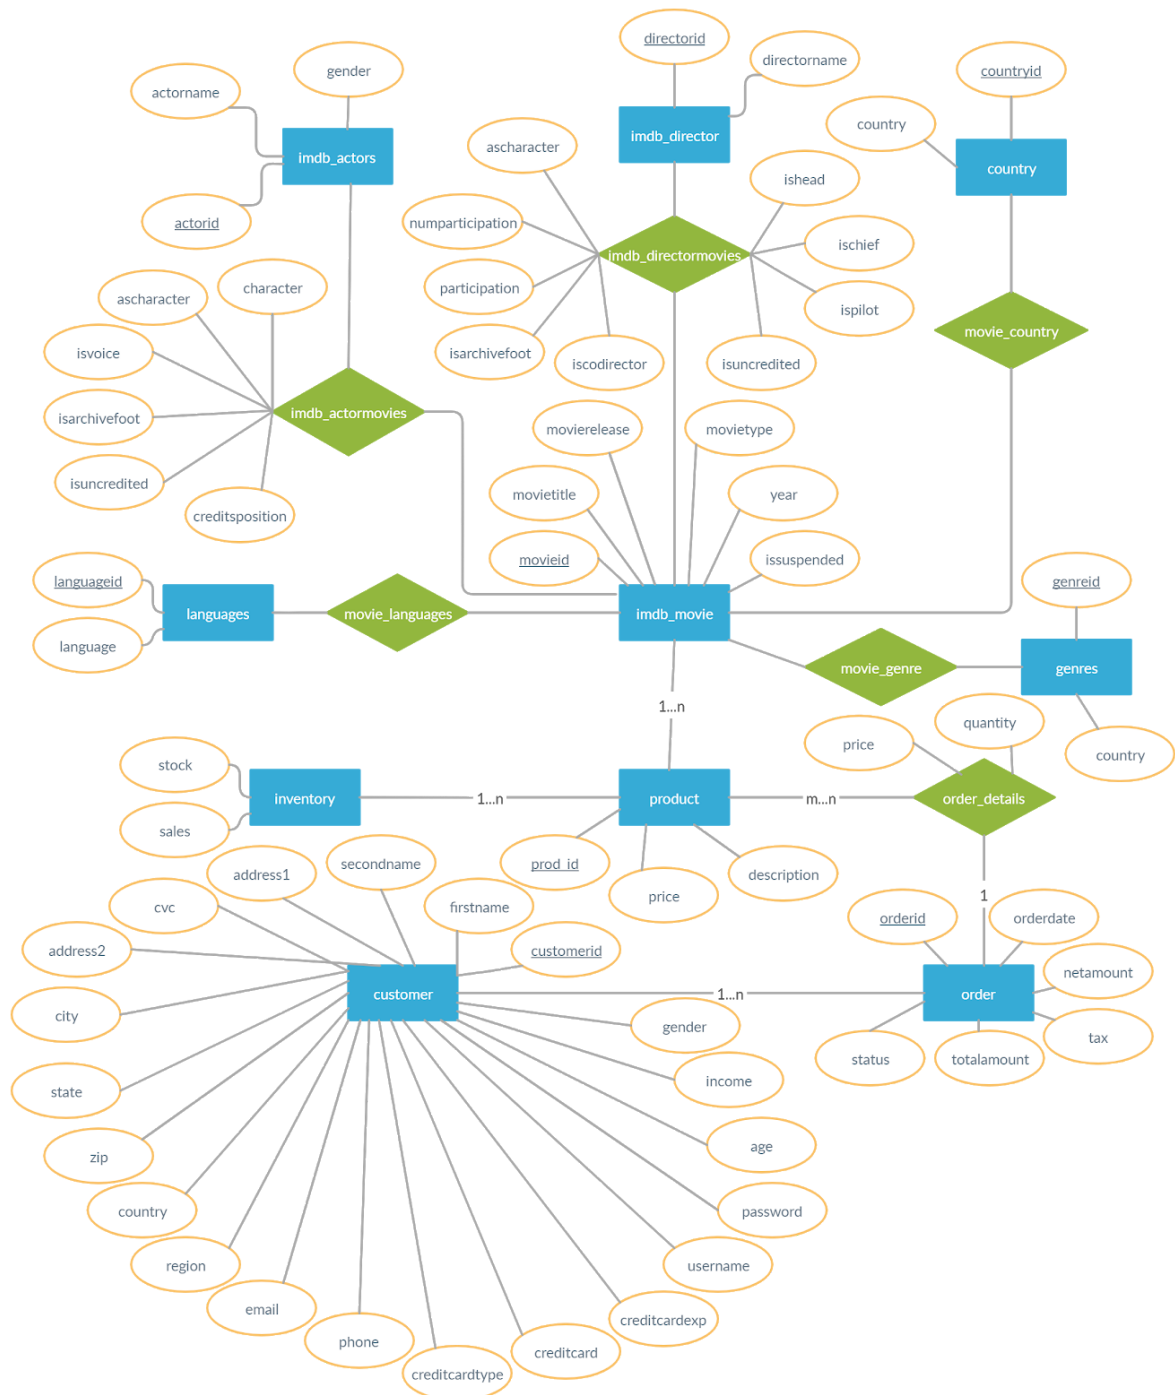 directorid
directorname
gender
countryid
actorname
country
imdb_director
ascharacter
imdb_actors
country
ishead
actorid
numparticipation
ischief
imdb_directormovies
character
participation
ascharacter
ispilot
movie_country
isvoice
isarchivefoot
iscodirector
isuncredited
isarchivefoot
imdb_actormovies
movierelease
movietype
isuncredited
movietitle
year
creditsposition
movieid
issuspended
languageid
genreid
languages
movie_languages
imdb_movie
language
movie_genre
genres
1...n
quantity
price
country
stock
inventory
1...n
product
m...n
order_details
sales
prod_id
secondname
address1
description
price
cvc
firstname
1
orderid
orderdate
address2
customerid
netamount
customer
1...n
order
city
gender
tax
status
totalamount
income
state
age
zip
country
password
region
username
email
creditcardexp
phone
creditcard
creditcardtype